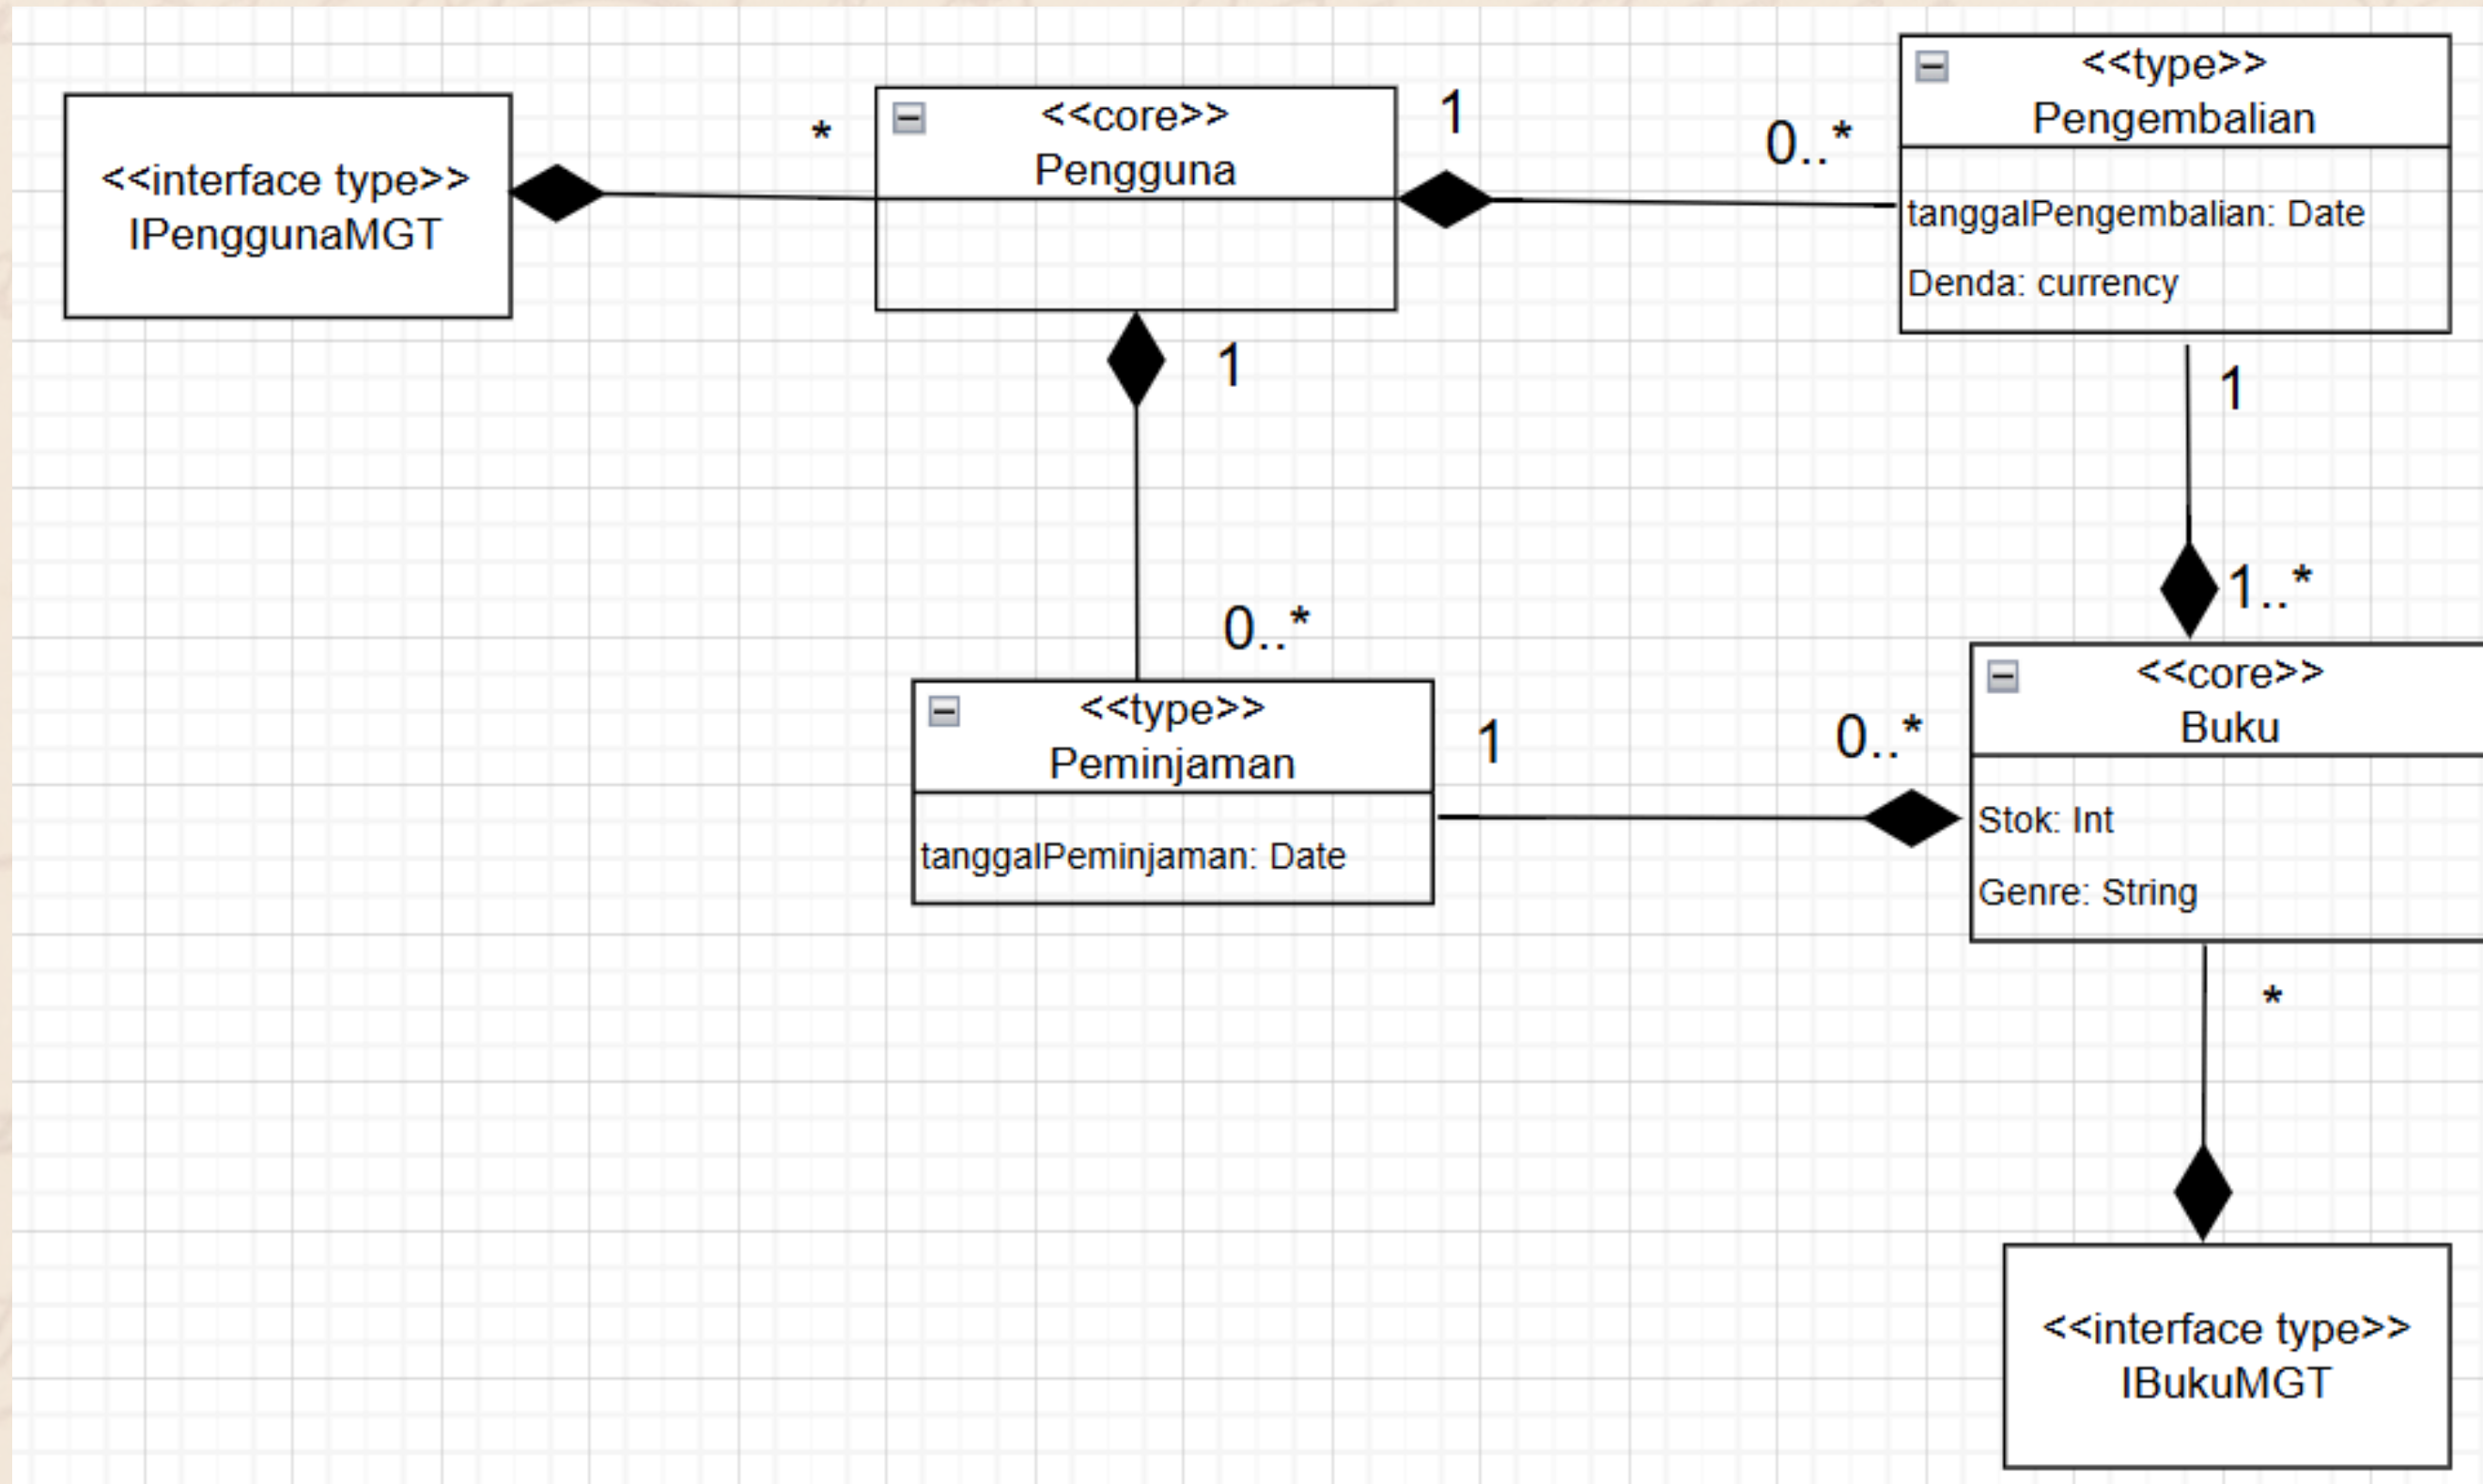 <<interface type>>
IPenggunaMGT
*
<<core>>
Pengguna
1
0..*
<<type>>
Pengembalian
tanggalPengembalian: Date
Denda: currency
1
0..*
1
1..*
<<type>>
Peminjaman
tanggalPeminjaman: Date
1
0..*
<<core>>
Buku
Stok: Int
Genre: String
*
<<interface type>>
IBukuMGT